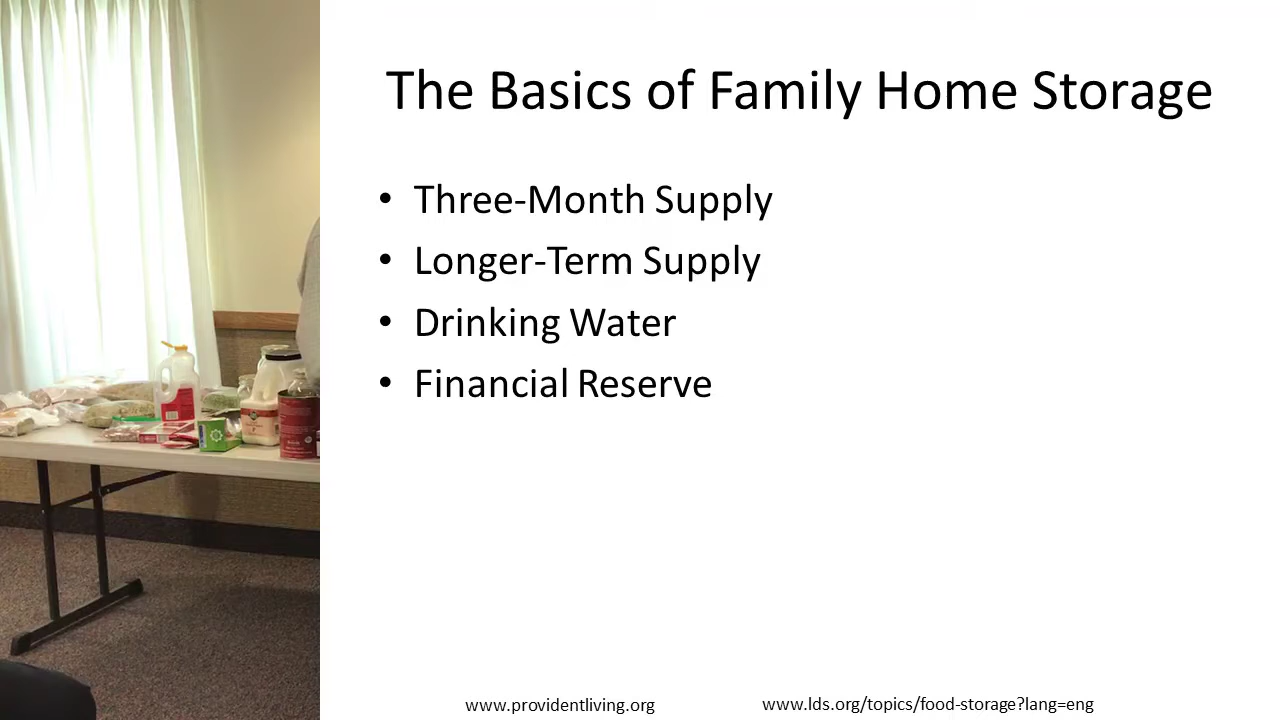 The Basics of Family Home Storage
• Three-Month Supply
• Longer-Term Supply
• Drinking Water
• Financial Reserve
www.providentliving.org
www.lds.org/topics/food-storage?lang=eng